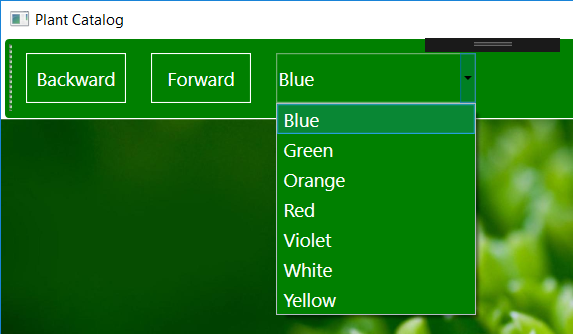 Plant Catalog
Backward Forward Blue
Blue
Green
Orange
Red
Violet
White
Yellow